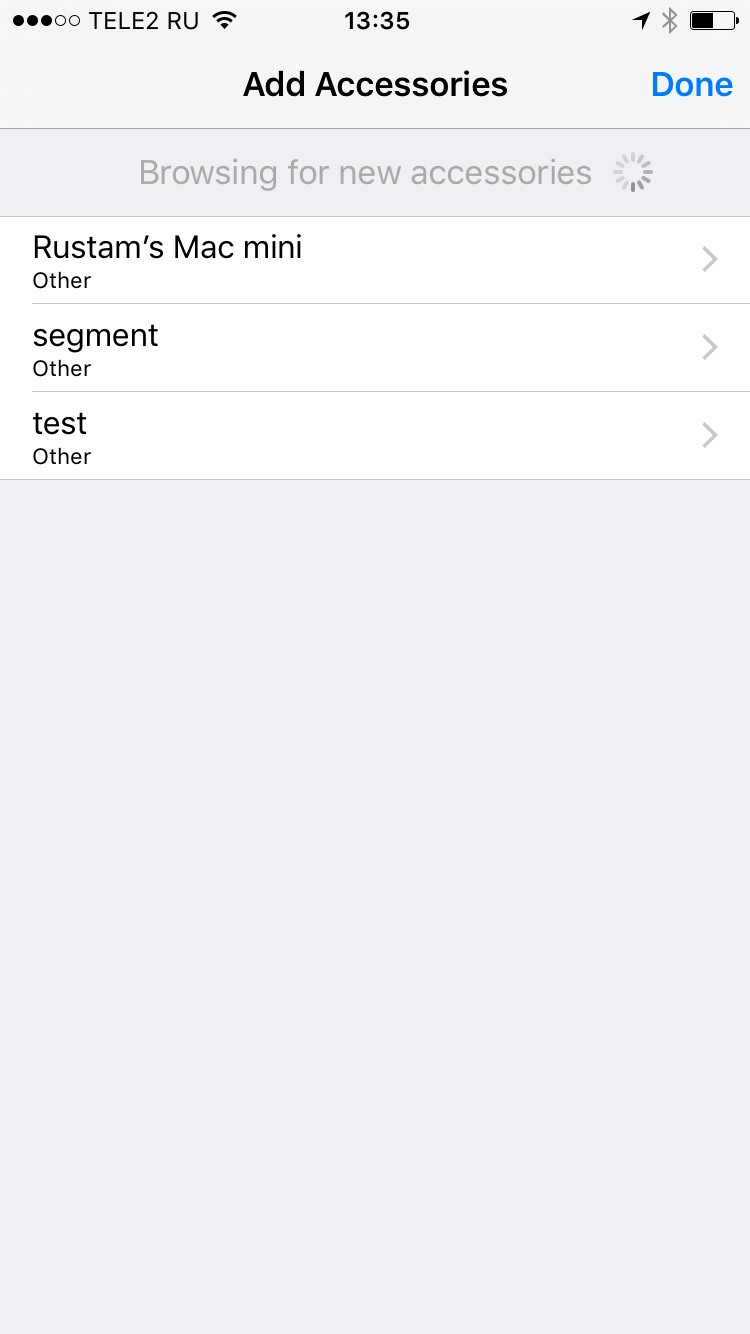 TELE2 RU 13:35
Add Accessories Done
Browsing for new accessories
Rustam’s Mac mini
Other
segment
Other
test
Other